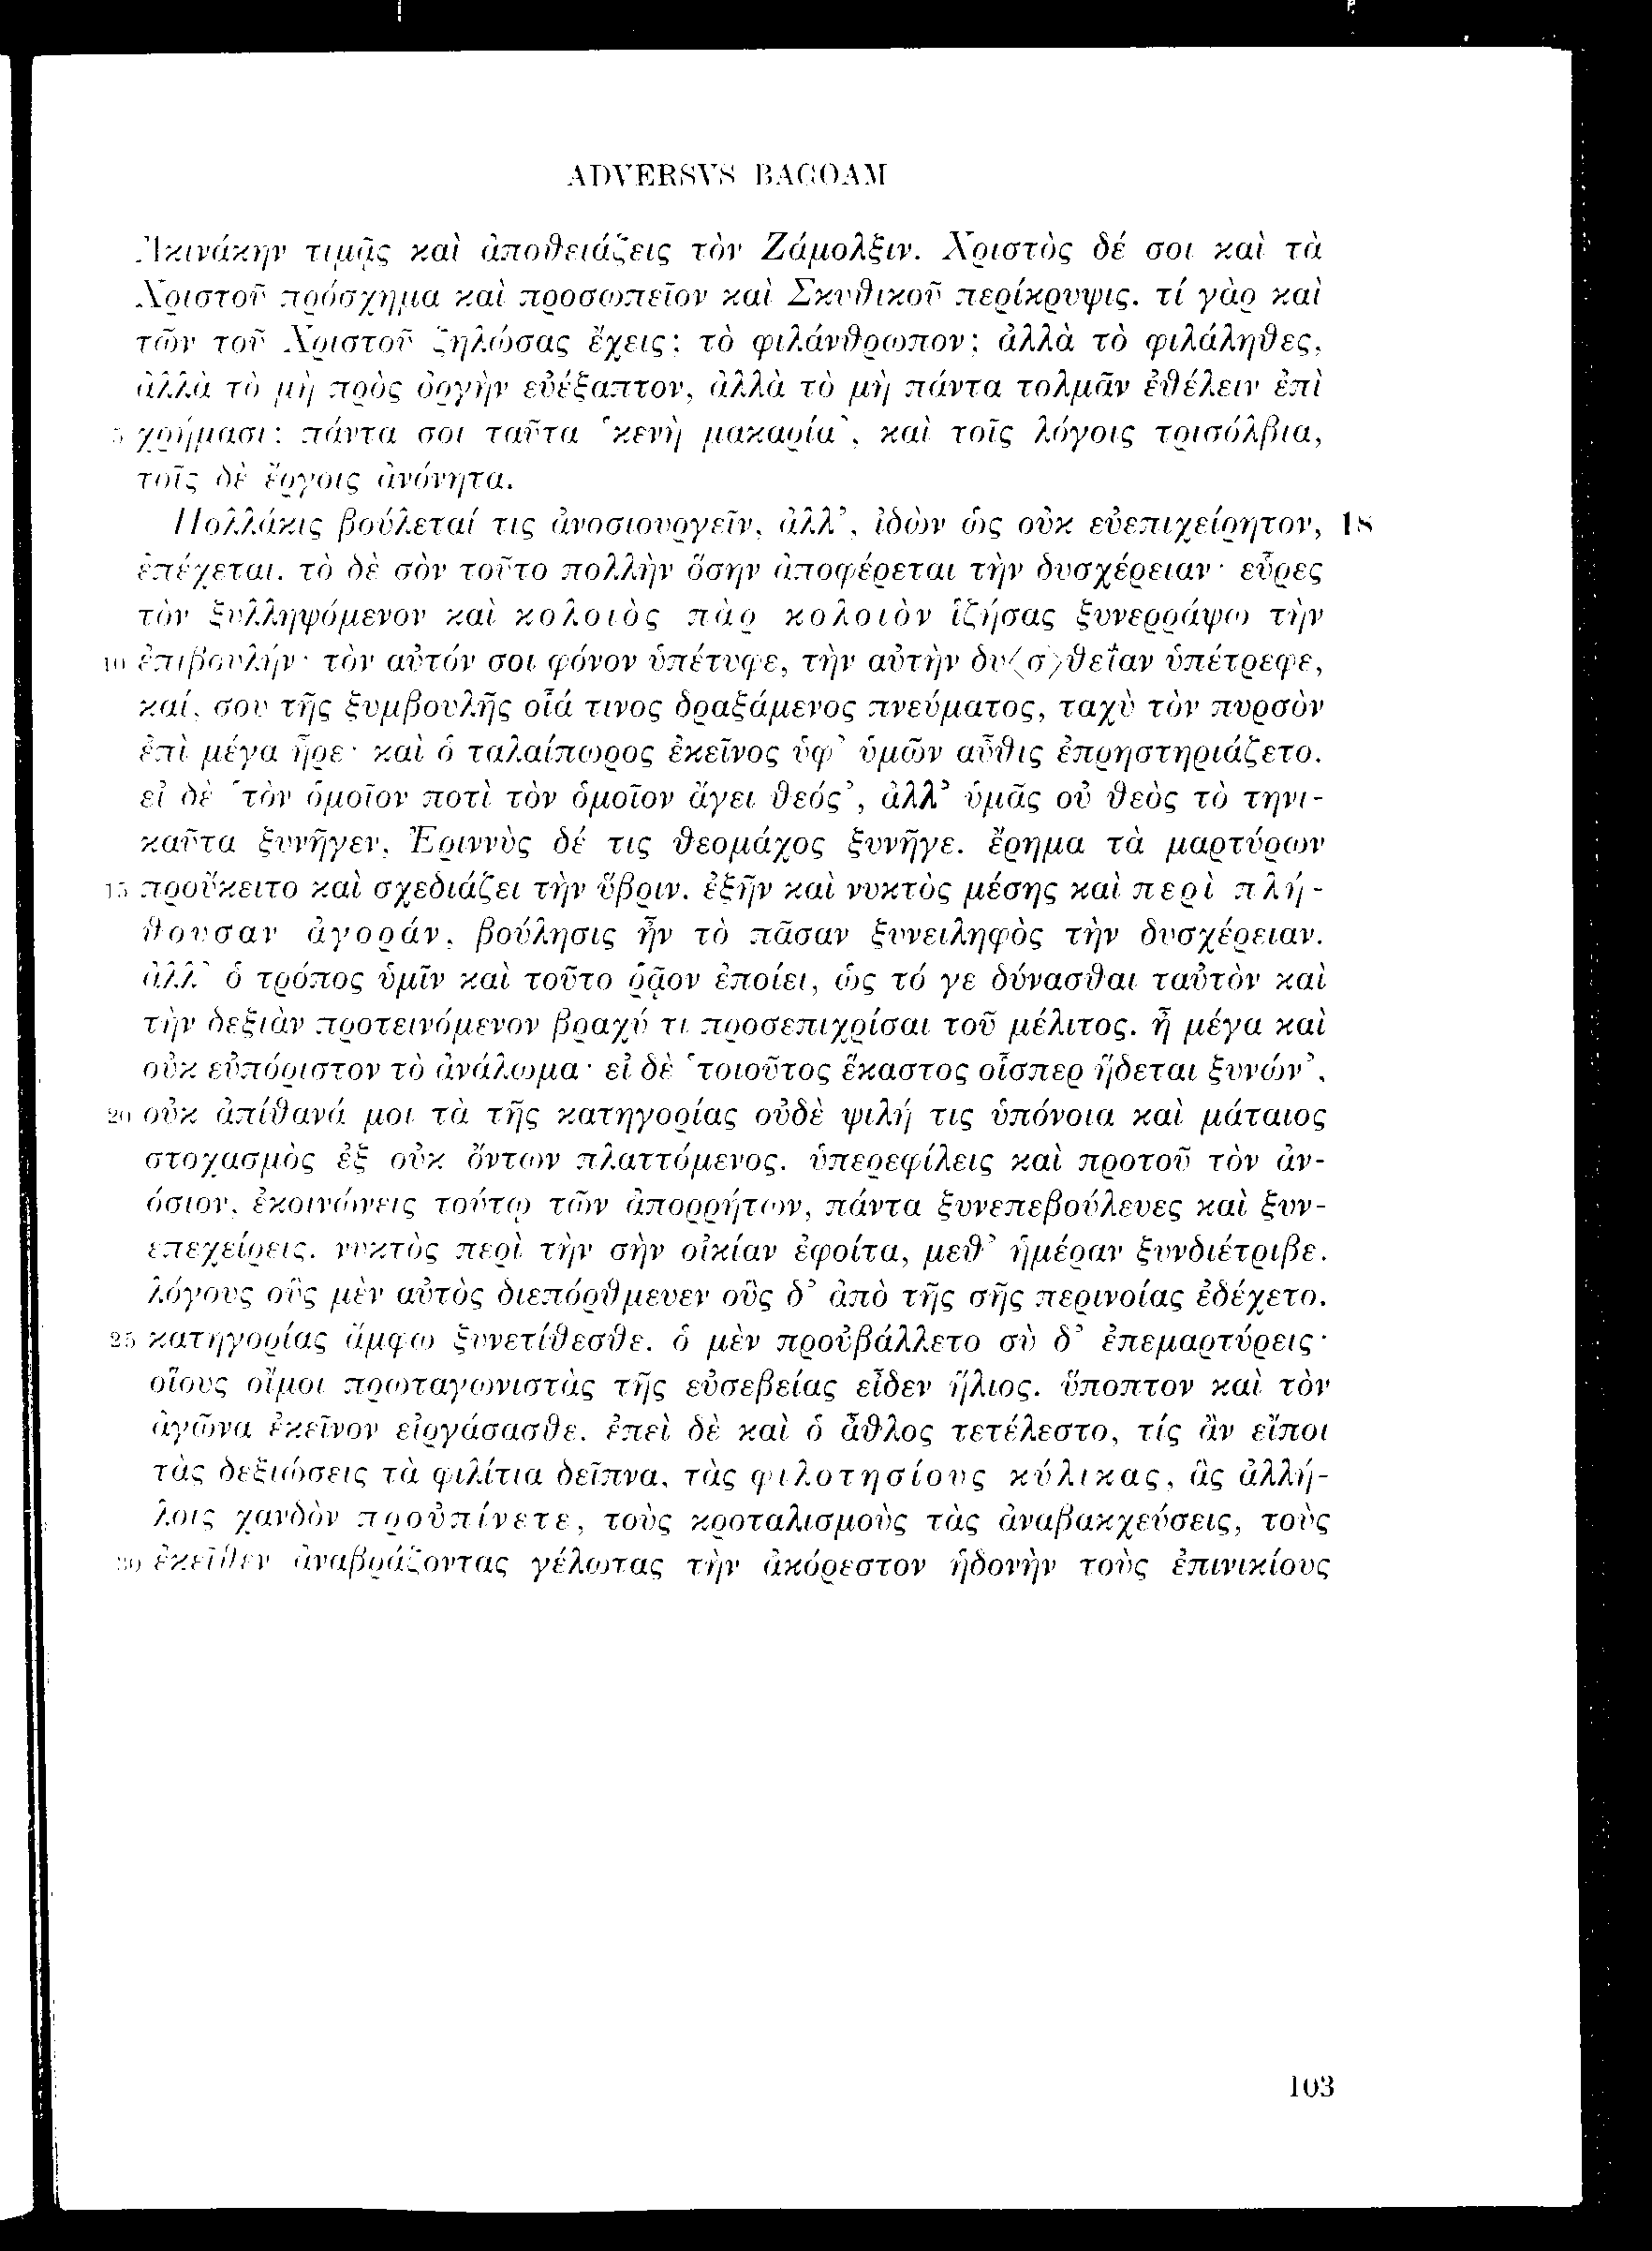 ADVERSVS BAGOAM
Ἀκινάκην τιμᾷς καὶ ἀποθειάζεις τὸν Ζάμολξιν. Χριστὸς δέ σοι καὶ τὰ
Χριστοῦ πρόσχημα καὶ προσωπεῖον καὶ Σκυθικοῦ περίκρυψις. τί γὰρ καὶ
τῶν τοῦ Χριστοῦ ζηλώσας ἔχεις; τὸ φιλάνθρωπον; ἀλλὰ τὸ φιλάληθες,
ἀλλὰ τὸ μὴ πρὸς ὀργὴν εὐέξαπτον, ἀλλὰ τὸ μὴ πάντα τολμᾶν ἐθέλειν ἐπὶ
5 χρήμασι; πάντα σοι ταῦτα ‘κενὴ μακαρία’, καὶ τοῖς λόγοις τρισόλβια,
τοῖς δὲ ἔργοις ἀνόνητα.
Πολλάκις βούλεταί τις ἀνοσιουργεῖν, ἀλλ’, ἰδὼν ὡς οὐκ εὐεπιχείρητον, 18
ἐπέχεται. τὸ δὲ σὸν τοῦτο πολλὴν ὅσην ἀποφέρεται τὴν δυσχέρειαν· εὗρες
τὸν ξυλληψόμενον καὶ κολοιὸς πὰρ κολοιὸν ἱζήσας ξυνερράψω τὴν
10 ἐπιβουλήν· τὸν αὐτόν σοι φόνον ὑπέτυφε, τὴν αὐτὴν δυ⟨σ⟩θεΐαν ὑπέτρεφε,
καί, σου τῆς ξυμβουλῆς οἷά τινος δραξάμενος πνεύματος, ταχὺ τὸν πυρσὸν
ἐπὶ μέγα ᾖρε· καὶ ὁ ταλαίπωρος ἐκεῖνος ὑφ’ ὑμῶν αὖθις ἐπρηστηριάζετο.
εἰ δὲ ‘τὸν ὁμοῖον ποτὶ τὸν ὁμοῖον ἄγει θεός’, ἀλλ’ ὑμᾶς οὐ θεὸς τὸ τηνι-
καῦτα ξυνῆγεν, Ἐριννὺς δέ τις θεομάχος ξυνῆγε. ἔρημα τὰ μαρτύρων
15 προὔκειτο καὶ σχεδιάζει τὴν ὕβριν. ἐξῆν καὶ νυκτὸς μέσης καὶ περὶ πλή-
θουσαν ἀγοράν, βούλησις ἦν τὸ πᾶσαν ξυνειληφὸς τὴν δυσχέρειαν.
ἀλλ’ ὁ τρόπος ὑμῖν καὶ τοῦτο ῥᾷον ἐποίει, ὡς τό γε δύνασθαι ταὐτὸν καὶ
τὴν δεξιὰν προτεινόμενον βραχύ τι προσεπιχρίσαι τοῦ μέλιτος. ἦ μέγα καὶ
οὐκ εὐπόριστον τὸ ἀνάλωμα· εἰ δὲ ‘τοιοῦτος ἕκαστος οἷσπερ ἥδεται ξυνών’,
20 οὐκ ἀπίθανά μοι τὰ τῆς κατηγορίας οὐδὲ ψιλή τις ὑπόνοια καὶ μάταιος
στοχασμὸς ἐξ οὐκ ὄντων πλαττόμενος. ὑπερεφίλεις καὶ προτοῦ τὸν ἀν-
όσιον, ἐκοινώνεις τούτῳ τῶν ἀπορρήτων, πάντα ξυνεπεβούλευες καὶ ξυν-
επεχείρεις. νυκτὸς περὶ τὴν σὴν οἰκίαν ἐφοίτα, μεθ’ ἡμέραν ξυνδιέτριβε.
λόγους οὓς μὲν αὐτὸς διεπόρθμευεν οὓς δ’ ἀπὸ τῆς σῆς περινοίας ἐδέχετο.
25 κατηγορίας ἄμφω ξυνετίθεσθε. ὁ μὲν προὐβάλλετο σὺ δ’ ἐπεμαρτύρεις·
οἵους οἴμοι πρωταγωνιστὰς τῆς εὐσεβείας εἶδεν ἥλιος. ὕποπτον καὶ τὸν
ἀγῶνα ἐκεῖνον εἰργάσασθε. ἐπεὶ δὲ καὶ ὁ ἆθλος τετέλεστο, τίς ἂν εἴποι
τὰς δεξιώσεις τὰ φιλίτια δεῖπνα, τὰς φιλοτησίους κύλικας, ἃς ἀλλή-
λοις χανδὸν προὐπίνετε, τοὺς κροταλισμοὺς τὰς ἀναβακχεύσεις, τοὺς
30 ἐκεῖθεν ἀναβράζοντας γέλωτας τὴν ἀκόρεστον ἡδονὴν τοὺς ἐπινικίους
103